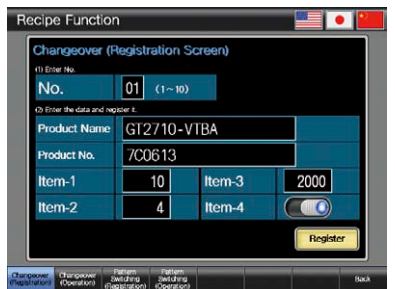 Recipe Function
Changeover (Registration Screen)
(1) Enter No.
No. 01 (1~10)
(2) Enter the data and register it.
Product Name GT2710-VTBA
Product No. 7C0613
Item-1 10 Item-3 2000
Item-2 4 Item-4
Register
Changeover (Registration) Changeover (Operation) Pattern Switching (Registration) Pattern Switching (Operation) Back